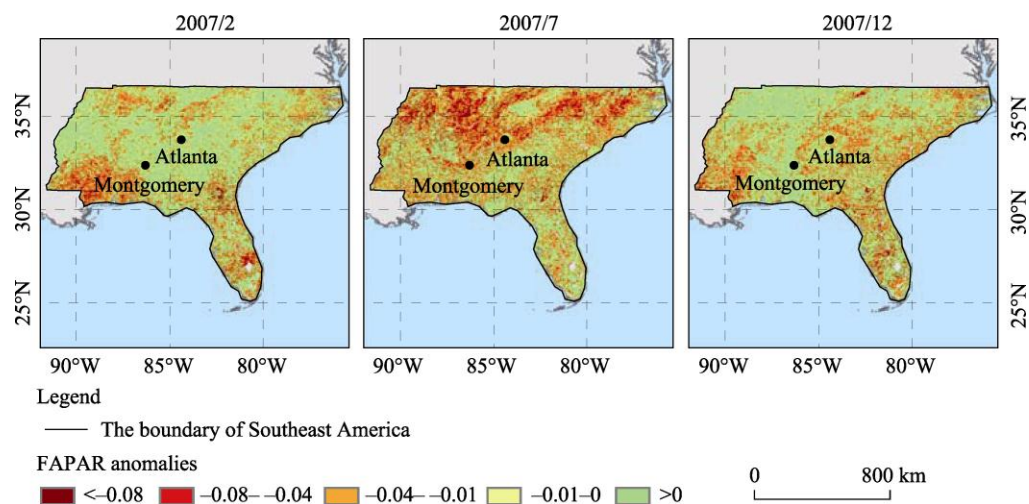 2007/2 2007/7 2007/12
35°N 35°N
Atlanta Atlanta Atlanta
Montgomery Montgomery Montgomery
30°N 30°N
25°N 25°N
90°W 85°W 80°W 90°W 85°W 80°W 90°W 85°W 80°W
Legend
The boundary of Southeast America
FAPAR anomalies
0 800 km
<–0.08 –0.08– –0.04 –0.04– –0.01 –0.01–0 >0